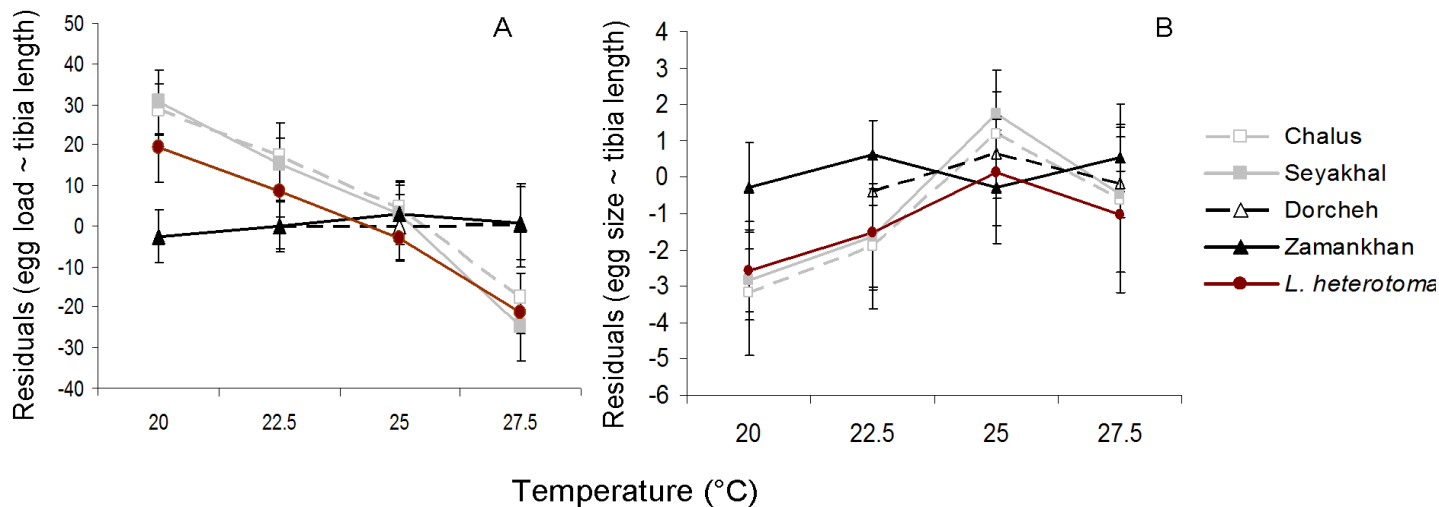 A
Residuals (egg load ~ tibia length)
50
40
30
20
10
0
-10
-20
-30
-40
20 22.5 25 27.5
B
Residuals (egg size ~ tibia length)
4
3
2
1
0
-1
-2
-3
-4
-5
-6
20 22.5 25 27.5
Temperature (°C)
Chalus
Seyakhal
Dorcheh
Zamankhan
L. heterotoma